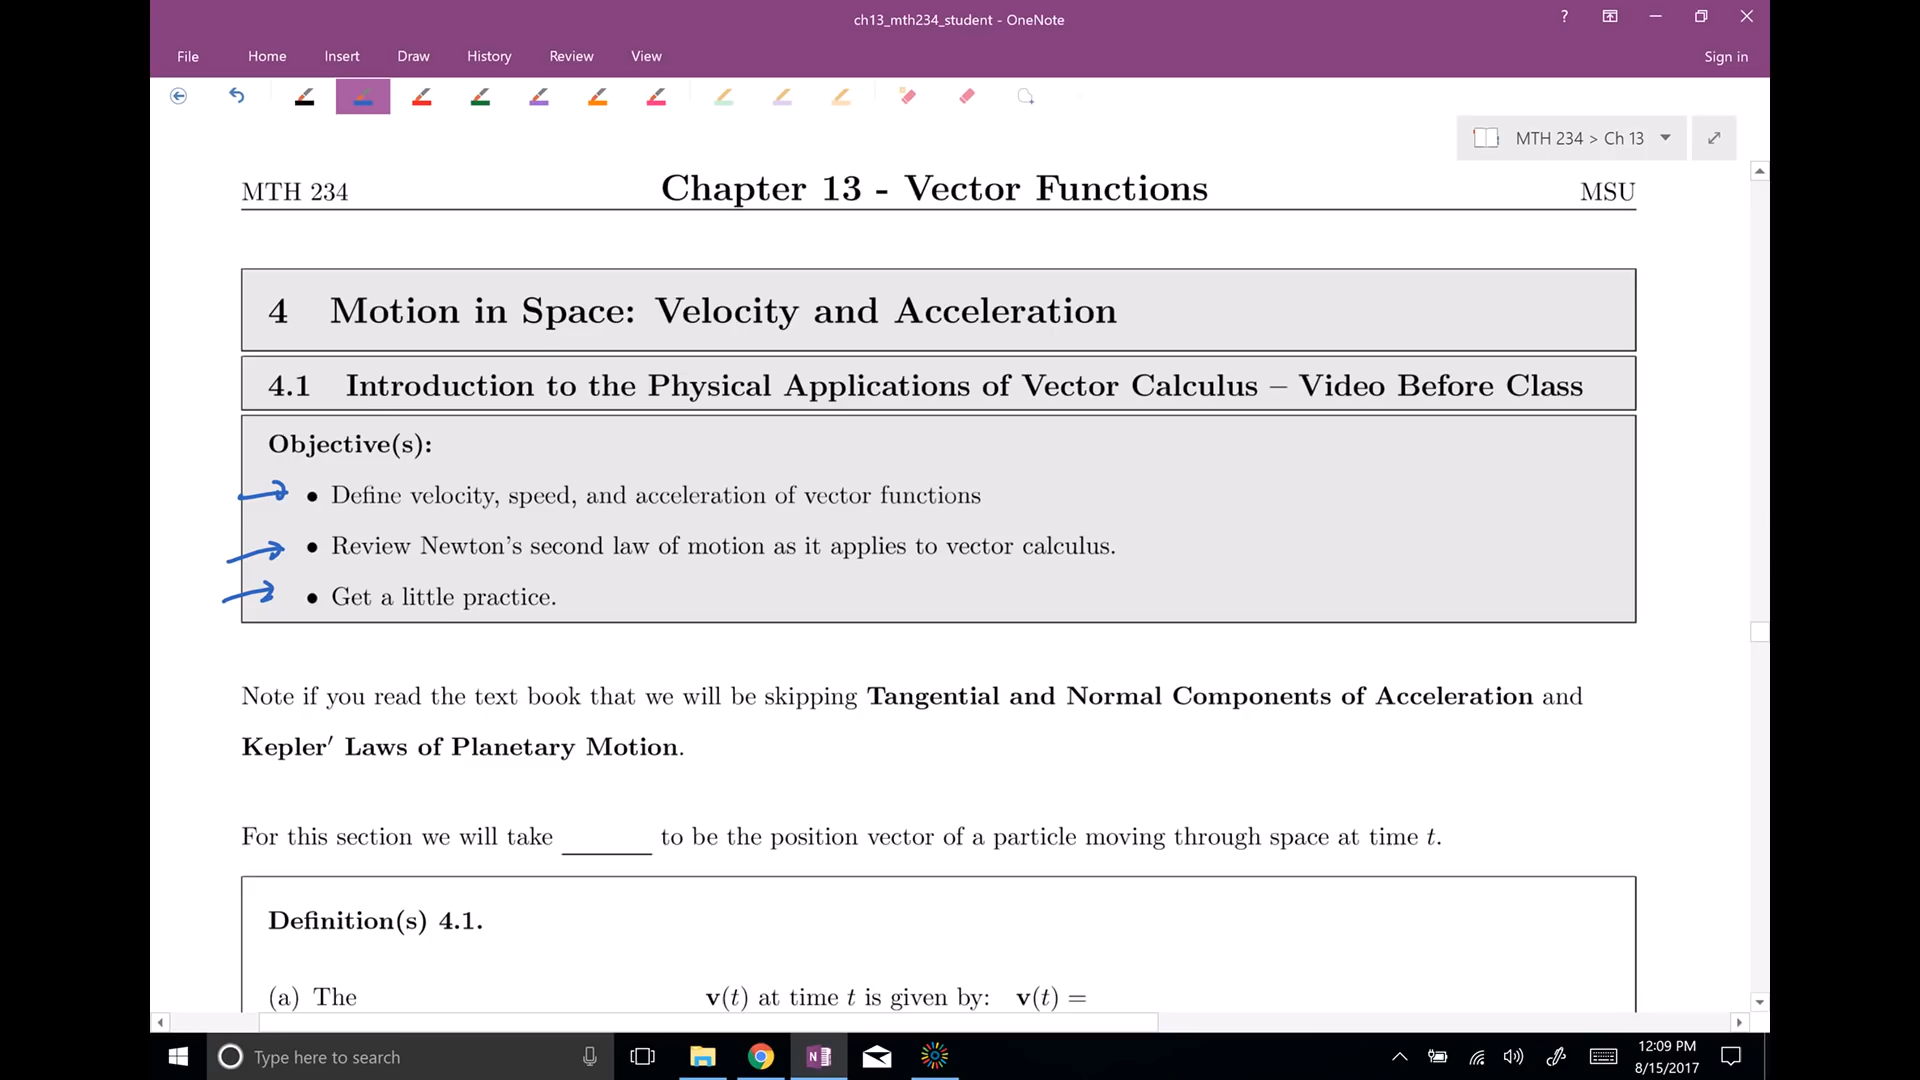 ch13_mth234_student - OneNote
?
File Home Insert Draw History Review View Sign in
MTH 234 > Ch 13
MTH 234 Chapter 13 - Vector Functions MSU
4 Motion in Space: Velocity and Acceleration
4.1 Introduction to the Physical Applications of Vector Calculus – Video Before Class
Objective(s):
• Define velocity, speed, and acceleration of vector functions
• Review Newton's second law of motion as it applies to vector calculus.
• Get a little practice.
Note if you read the text book that we will be skipping Tangential and Normal Components of Acceleration and
Kepler′ Laws of Planetary Motion.
For this section we will take ______ to be the position vector of a particle moving through space at time t.
Definition(s) 4.1.
(a) The v(t) at time t is given by: v(t) =
Type here to search
N
12:09 PM
8/15/2017